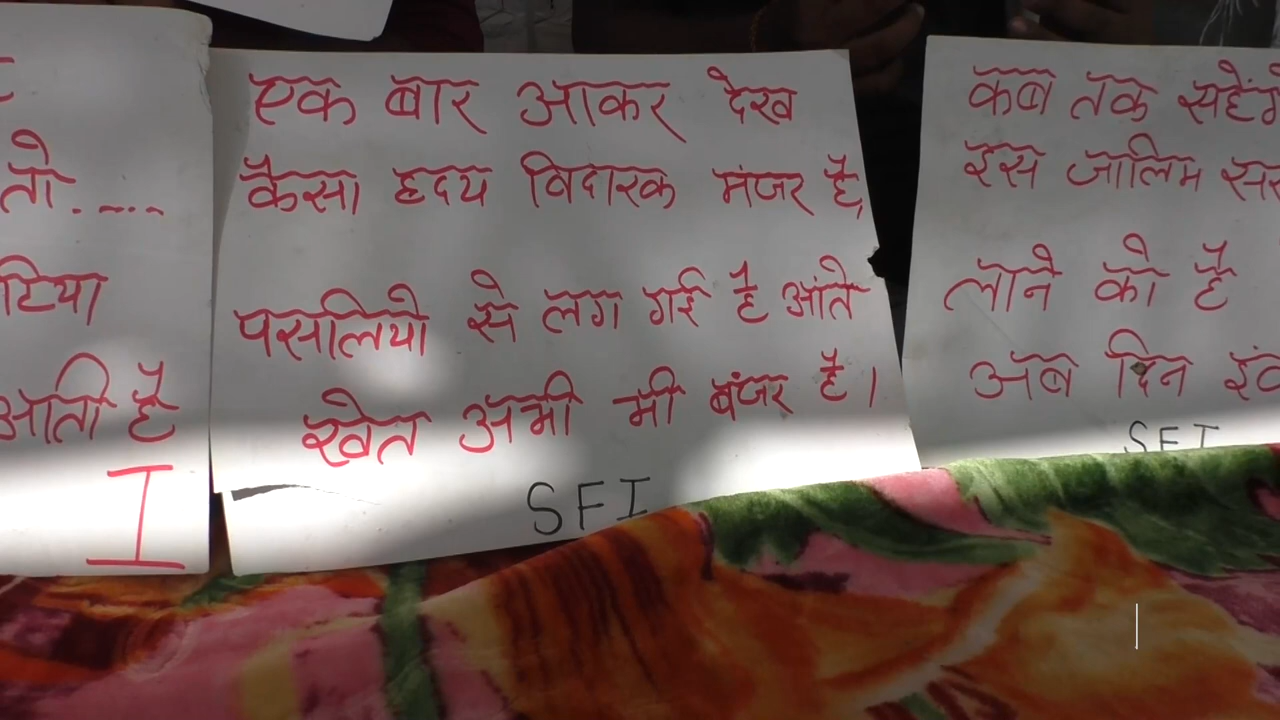 तो.----
टिया
आती है
I
एक बार आकर देख
कैसा हृदय विदारक मंजर है,
पसलियो से लग गई है आंते
खेत अभी भी बंजर है।
SFI
कब तक सहेंगे
इस जालिम
लाने को है
अब दिन
SFI